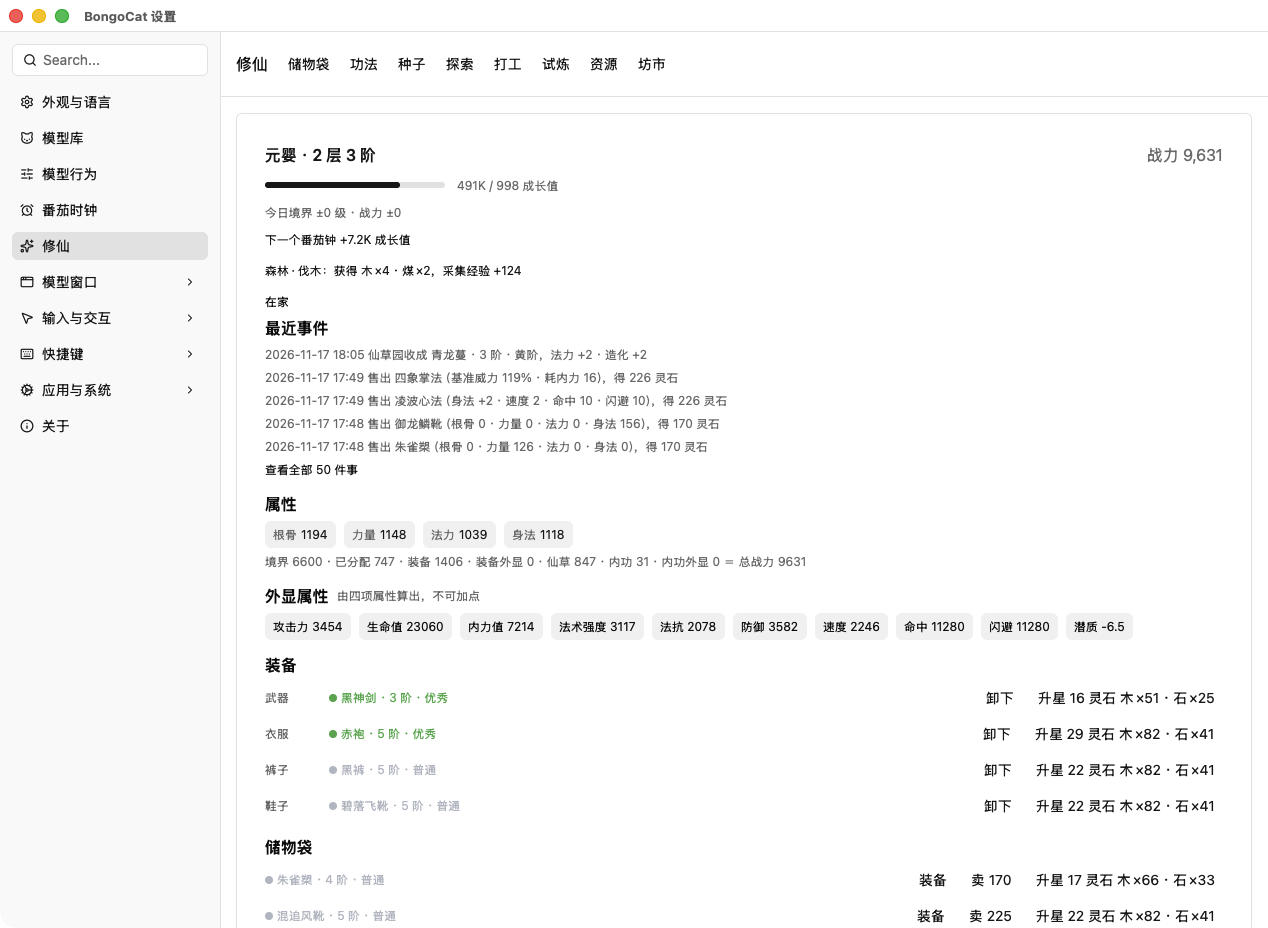 BongoCat 设置
Search...
外观与语言
模型库
模型行为
番茄时钟
修仙
模型窗口
输入与交互
快捷键
应用与系统
关于
修仙 储物袋 功法 种子 探索 打工 试炼 资源 坊市
元婴 · 2 层 3 阶 战力 9,631
491K / 998 成长值
今日境界 ±0 级 · 战力 ±0
下一个番茄钟 +7.2K 成长值
森林 · 伐木：获得 木×4 · 煤×2，采集经验 +124
在家
最近事件
2026-11-17 18:05 仙草园收成 青龙蔓 · 3 阶 · 黄阶，法力 +2 · 造化 +2
2026-11-17 17:49 售出 四象掌法 (基准威力 119% · 耗内力 16)，得 226 灵石
2026-11-17 17:49 售出 凌波心法 (身法 +2 · 速度 2 · 命中 10 · 闪避 10)，得 226 灵石
2026-11-17 17:48 售出 御龙鳞靴 (根骨 0 · 力量 0 · 法力 0 · 身法 156)，得 170 灵石
2026-11-17 17:48 售出 朱雀槊 (根骨 0 · 力量 126 · 法力 0 · 身法 0)，得 170 灵石
查看全部 50 件事
属性
根骨 1194 力量 1148 法力 1039 身法 1118
境界 6600 · 已分配 747 · 装备 1406 · 装备外显 0 · 仙草 847 · 内功 31 · 内功外显 0 ＝ 总战力 9631
外显属性 由四项属性算出，不可加点
攻击力 3454 生命值 23060 内力值 7214 法术强度 3117 法抗 2078 防御 3582 速度 2246 命中 11280 闪避 11280 潜质 -6.5
装备
武器 黑神剑 · 3 阶 · 优秀 卸下 升星 16 灵石 木×51 · 石×25
衣服 赤袍 · 5 阶 · 优秀 卸下 升星 29 灵石 木×82 · 石×41
裤子 黑裤 · 5 阶 · 普通 卸下 升星 22 灵石 木×82 · 石×41
鞋子 碧落飞靴 · 5 阶 · 普通 卸下 升星 22 灵石 木×82 · 石×41
储物袋
朱雀槊 · 4 阶 · 普通 装备 卖 170 升星 17 灵石 木×66 · 石×33
混追风靴 · 5 阶 · 普通 装备 卖 225 升星 22 灵石 木×82 · 石×41